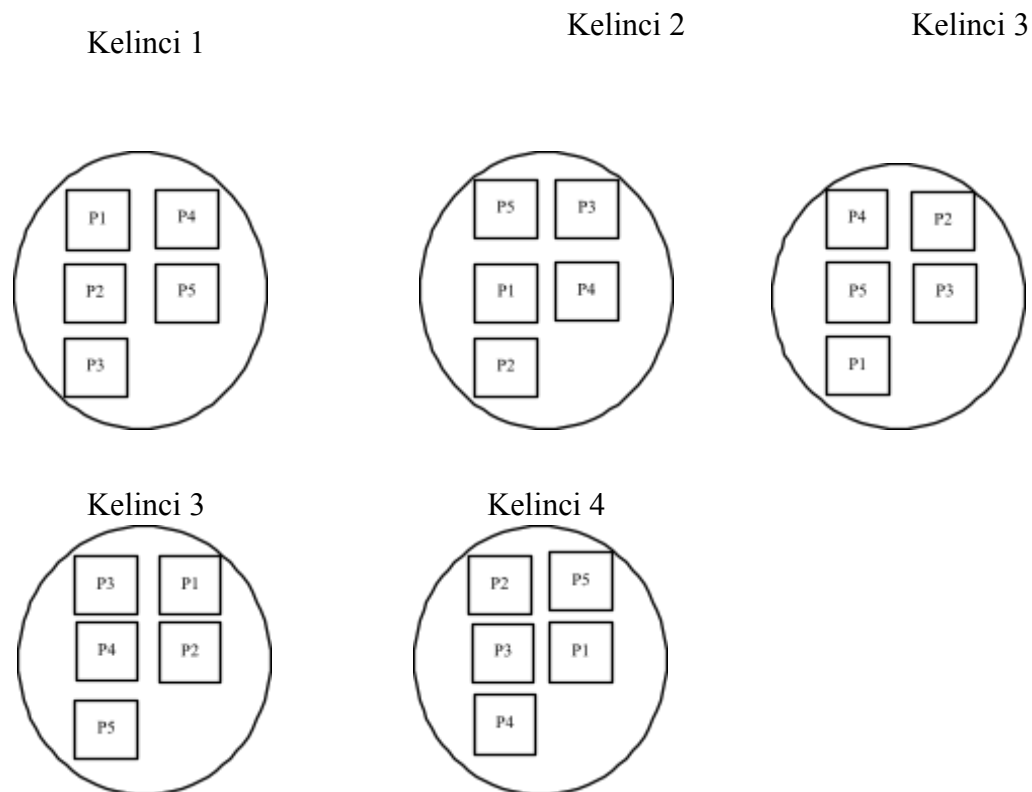 Kelinci 1
Kelinci 2
Kelinci 3
P1 P4
P2 P5
P3
P5 P3
P1 P4
P2
P4 P2
P5 P3
P1
Kelinci 3
Kelinci 4
P3 P1
P4 P2
P5
P2 P5
P3 P1
P4